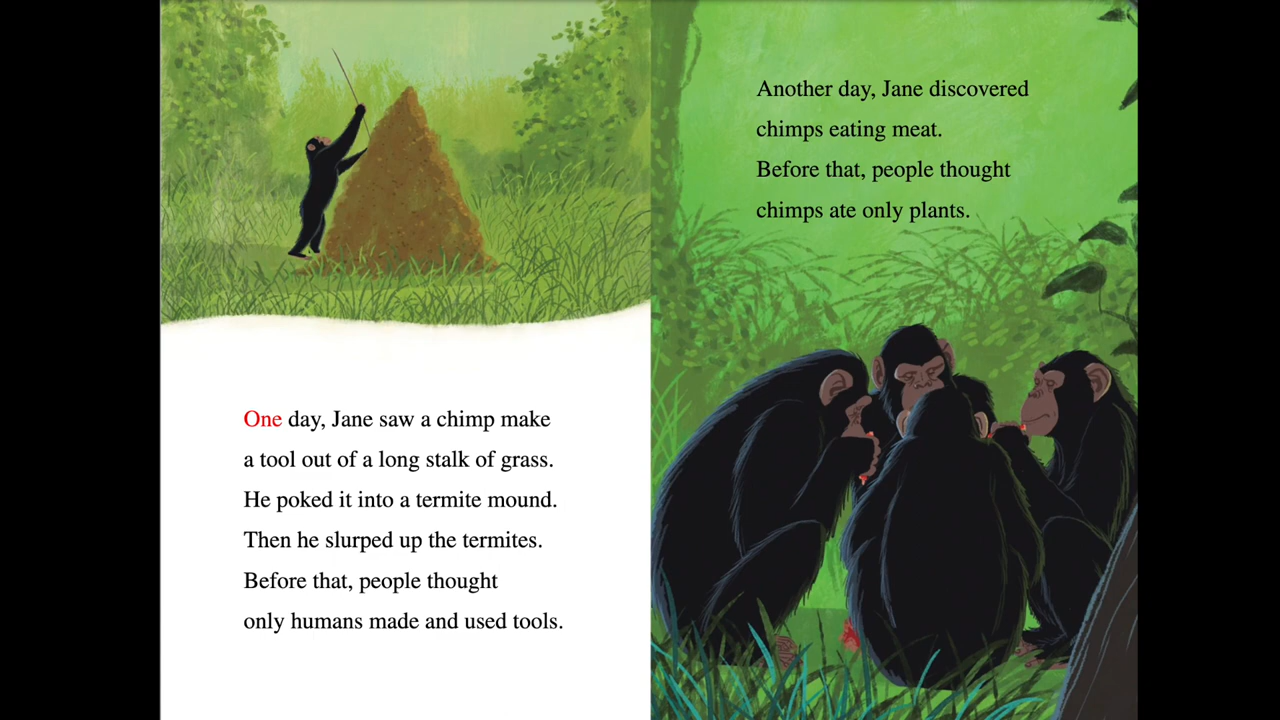 One day, Jane saw a chimp make
a tool out of a long stalk of grass.
He poked it into a termite mound.
Then he slurped up the termites.
Before that, people thought
only humans made and used tools.
Another day, Jane discovered
chimps eating meat.
Before that, people thought
chimps ate only plants.